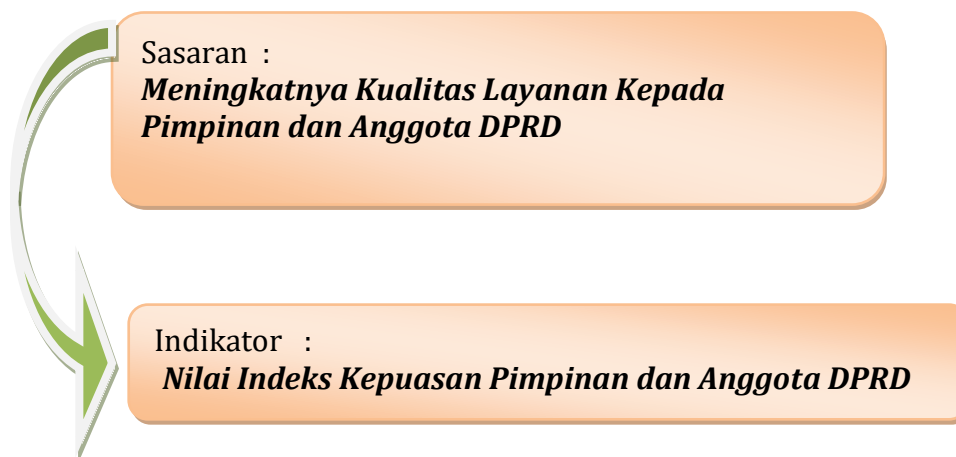 Sasaran :
Meningkatnya Kualitas Layanan Kepada
Pimpinan dan Anggota DPRD
Indikator :
Nilai Indeks Kepuasan Pimpinan dan Anggota DPRD